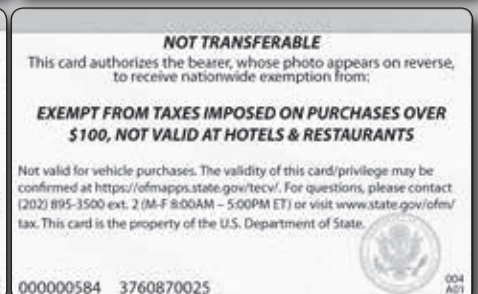 NOT TRANSFERABLE
This card authorizes the bearer, whose photo appears on reverse,
to receive nationwide exemption from:
EXEMPT FROM TAXES IMPOSED ON PURCHASES OVER
$100, NOT VALID AT HOTELS & RESTAURANTS
Not valid for vehicle purchases. The validity of this card/privilege may be
confirmed at https://ofmapps.state.gov/tecv/. For questions, please contact
(202) 895-3500 ext. 2 (M-F 8:00AM – 5:00PM ET) or visit www.state.gov/ofm/
tax. This card is the property of the U.S. Department of State.
000000584 3760870025
004
A01